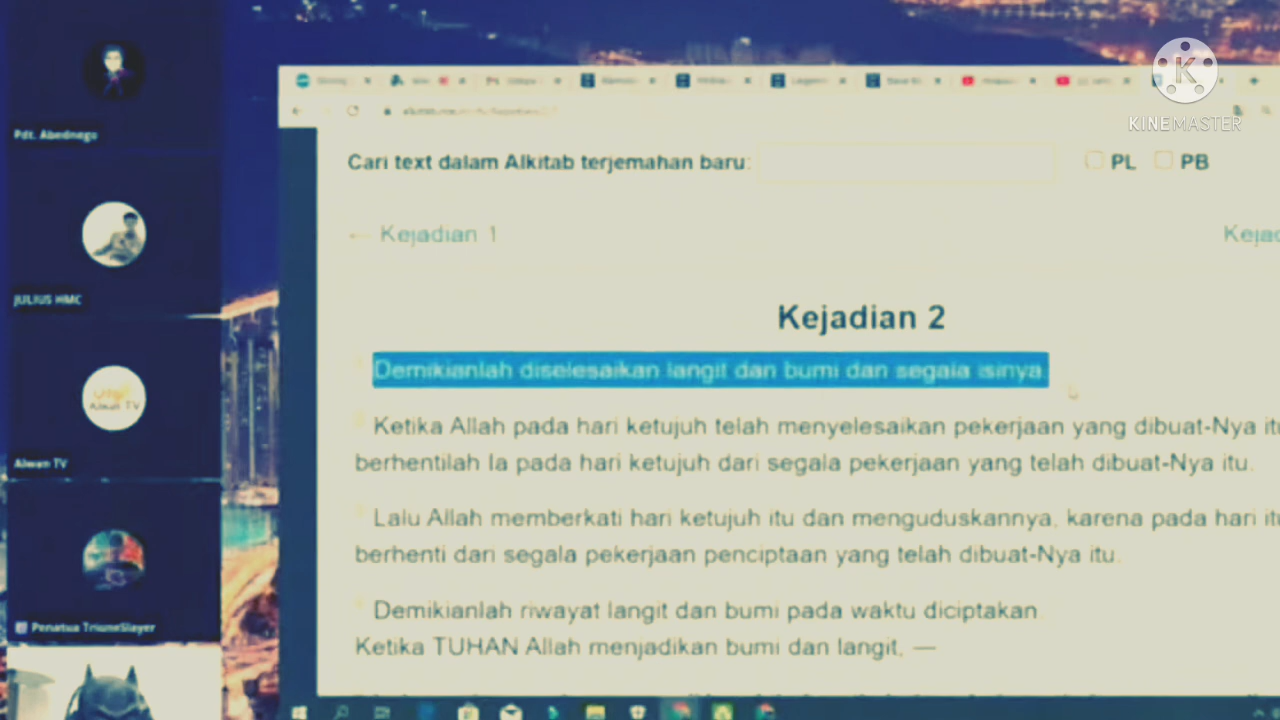 Pdt. Abednego
JULIUS HMC
Alwan TV
Alwan TV
Penatua TriuneSlayer
KINEMASTER
Cari text dalam Alkitab terjemahan baru:
PL
PB
← Kejadian 1
Kejad
Kejadian 2
Demikianlah diselesaikan langit dan bumi dan segala isinya.
Ketika Allah pada hari ketujuh telah menyelesaikan pekerjaan yang dibuat-Nya itu
berhentilah Ia pada hari ketujuh dari segala pekerjaan yang telah dibuat-Nya itu.
Lalu Allah memberkati hari ketujuh itu dan menguduskannya, karena pada hari itu
berhenti dari segala pekerjaan penciptaan yang telah dibuat-Nya itu.
Demikianlah riwayat langit dan bumi pada waktu diciptakan.
Ketika TUHAN Allah menjadikan bumi dan langit, —